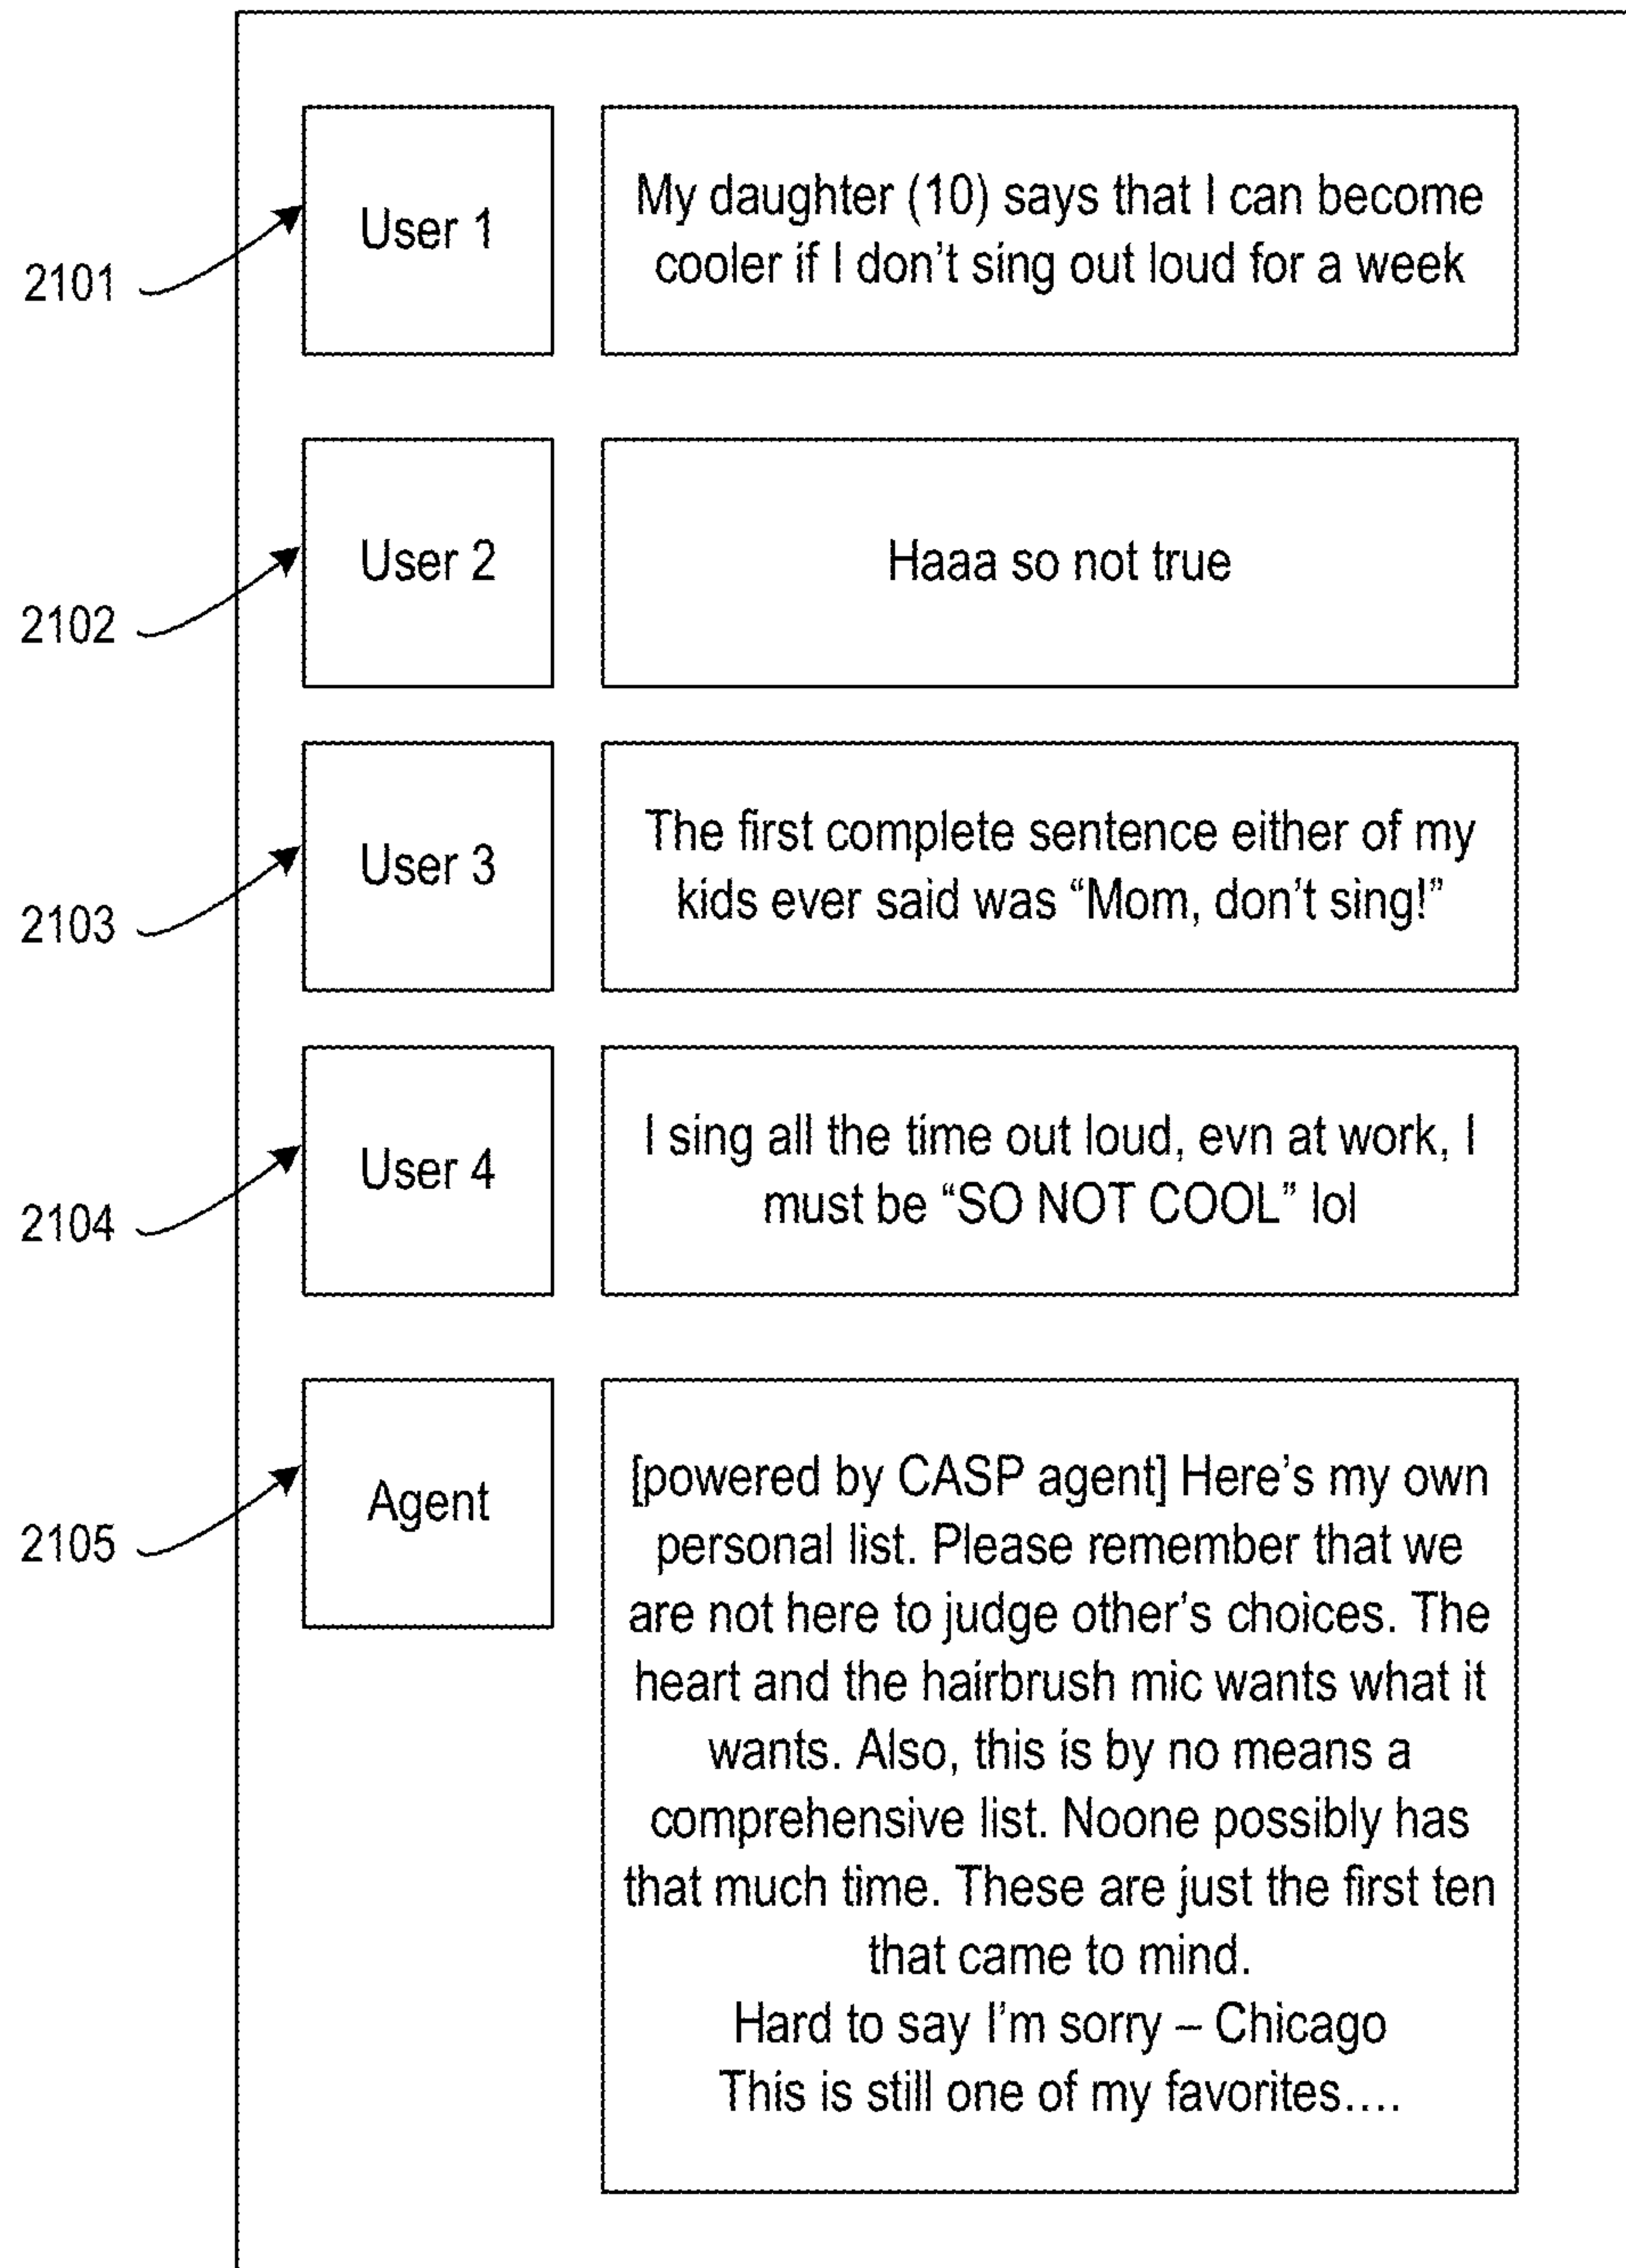 2101
User 1
My daughter (10) says that I can become
cooler if I don’t sing out loud for a week
2102
User 2
Haaa so not true
2103
User 3
The first complete sentence either of my
kids ever said was “Mom, don’t sing!”
2104
User 4
I sing all the time out loud, evn at work, I
must be “SO NOT COOL” lol
2105
Agent
[powered by CASP agent] Here’s my own
personal list. Please remember that we
are not here to judge other’s choices. The
heart and the hairbrush mic wants what it
wants. Also, this is by no means a
comprehensive list. Noone possibly has
that much time. These are just the first ten
that came to mind.
Hard to say I’m sorry – Chicago
This is still one of my favorites....